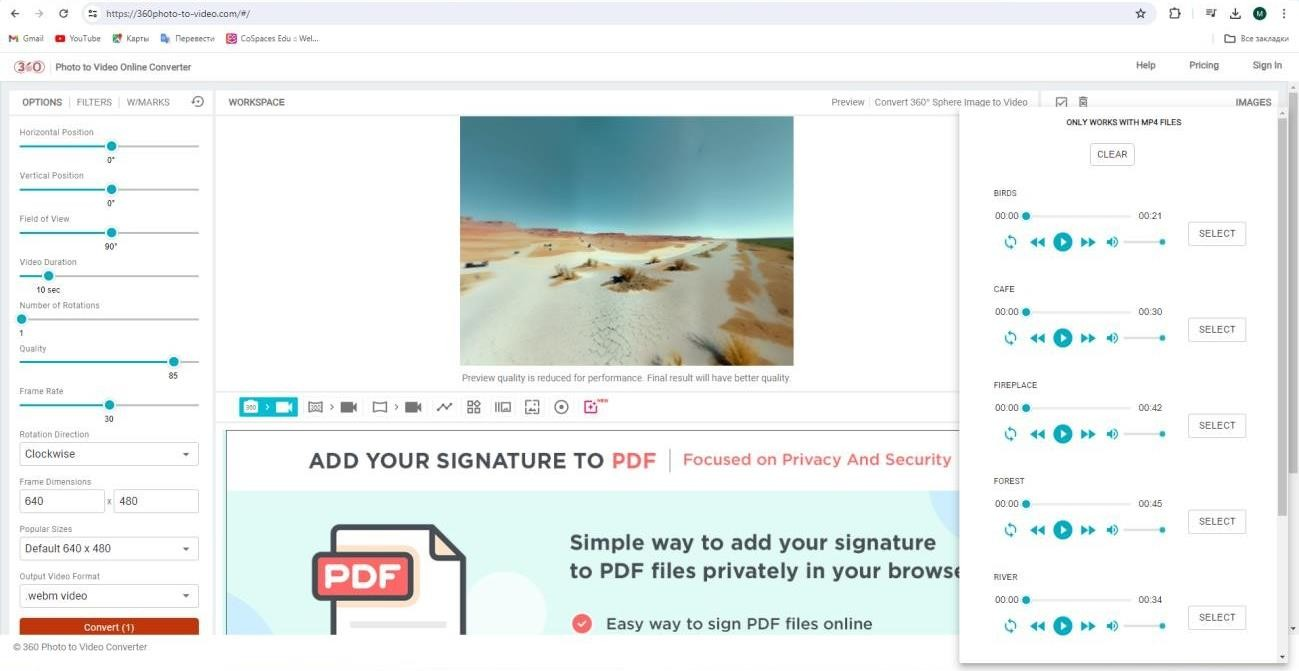 https://360photo-to-video.com/#/
M
Gmail YouTube Карты Перевести CoSpaces Edu :: Wel... Все закладки
360 Photo to Video Online Converter Help Pricing Sign In
OPTIONS FILTERS W/MARKS WORKSPACE Preview Convert 360° Sphere Image to Video IMAGES
Horizontal Position
0°
Vertical Position
0°
Field of View
90°
Video Duration
10 sec
Number of Rotations
1
Quality
85
Frame Rate
30
Rotation Direction
Clockwise
Frame Dimensions
640 x 480
Popular Sizes
Default 640 x 480
Output Video Format
.webm video
Convert (1)
© 360 Photo to Video Converter
Preview quality is reduced for performance. Final result will have better quality.
360 360 NEW
ADD YOUR SIGNATURE TO PDF Focused on Privacy And Security
PDF
Simple way to add your signature
to PDF files privately in your browse
Easy way to sign PDF files online
ONLY WORKS WITH MP4 FILES
CLEAR
BIRDS
00:00 00:21
SELECT
CAFE
00:00 00:30
SELECT
FIREPLACE
00:00 00:42
SELECT
FOREST
00:00 00:45
SELECT
RIVER
00:00 00:34
SELECT